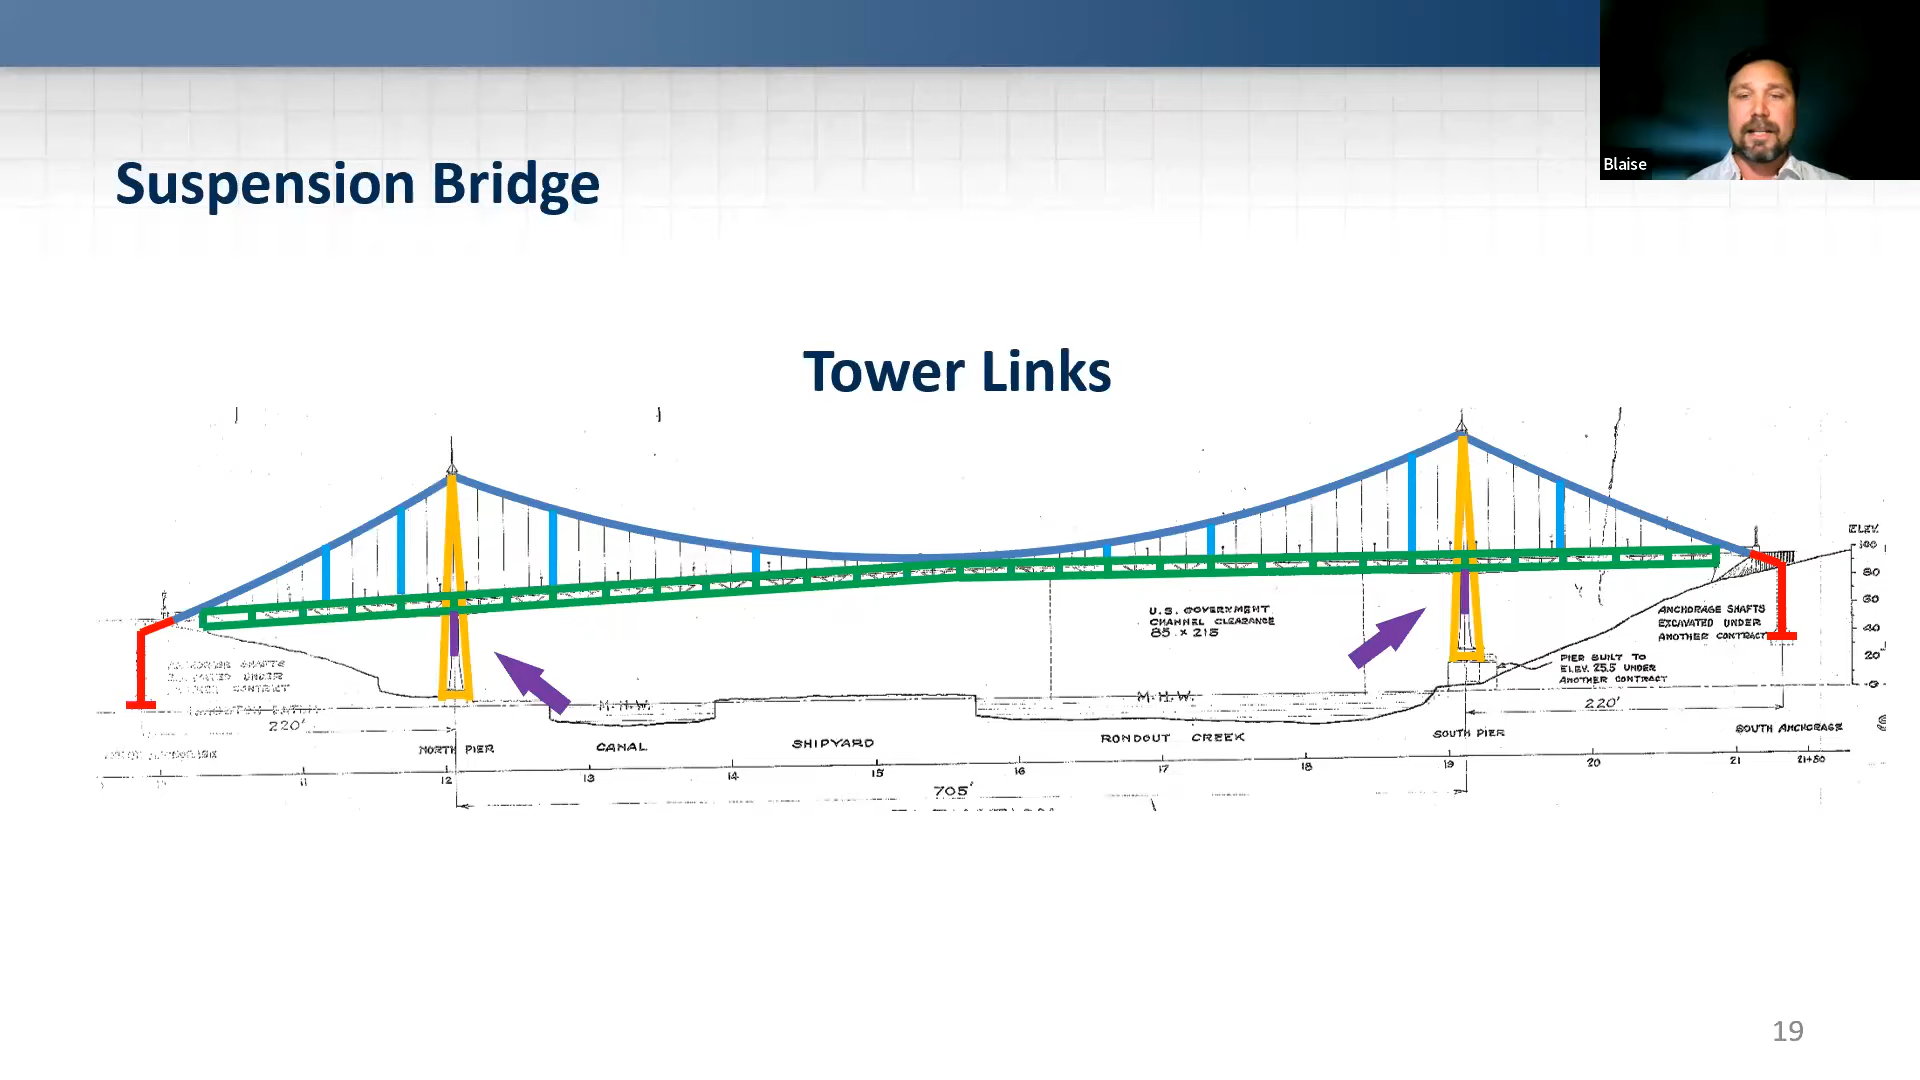 Blaise
Suspension Bridge
Tower Links
ELEV.
100
80
60
40
20
0
U.S. GOVERNMENT
CHANNEL CLEARANCE
85 x 215
ANCHORAGE SHAFTS
EXCAVATED UNDER
ANOTHER CONTRACT
PIER BUILT TO
ELEV. 25.5 UNDER
ANOTHER CONTRACT
M.H.W.
M.H.W.
220'
220'
NORTH PIER
CANAL
SHIPYARD
RONDOUT CREEK
SOUTH PIER
SOUTH ANCHORAGE
11
12
13
14
15
16
17
18
19
20
21
21+50
705'
19